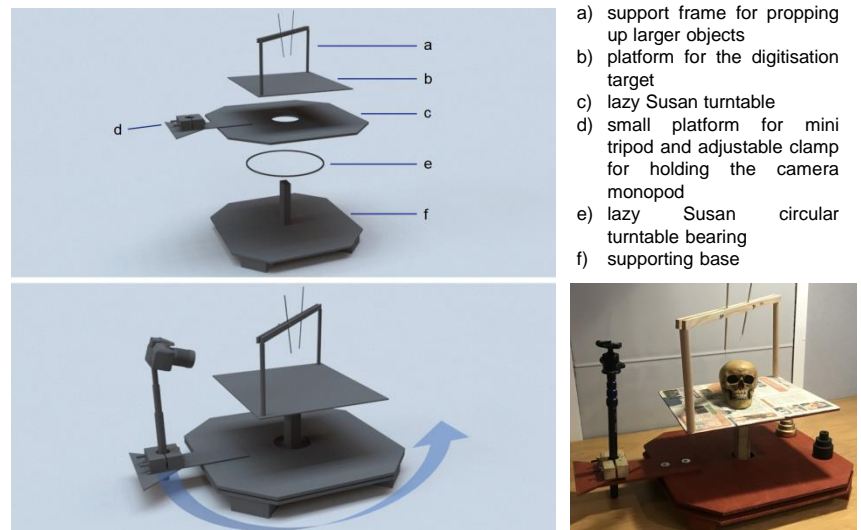 a) support frame for propping
up larger objects
b) platform for the digitisation
target
c) lazy Susan turntable
d) small platform for mini
tripod and adjustable clamp
for holding the camera
monopod
e) lazy Susan circular
turntable bearing
f) supporting base
a
b
c
d
e
f